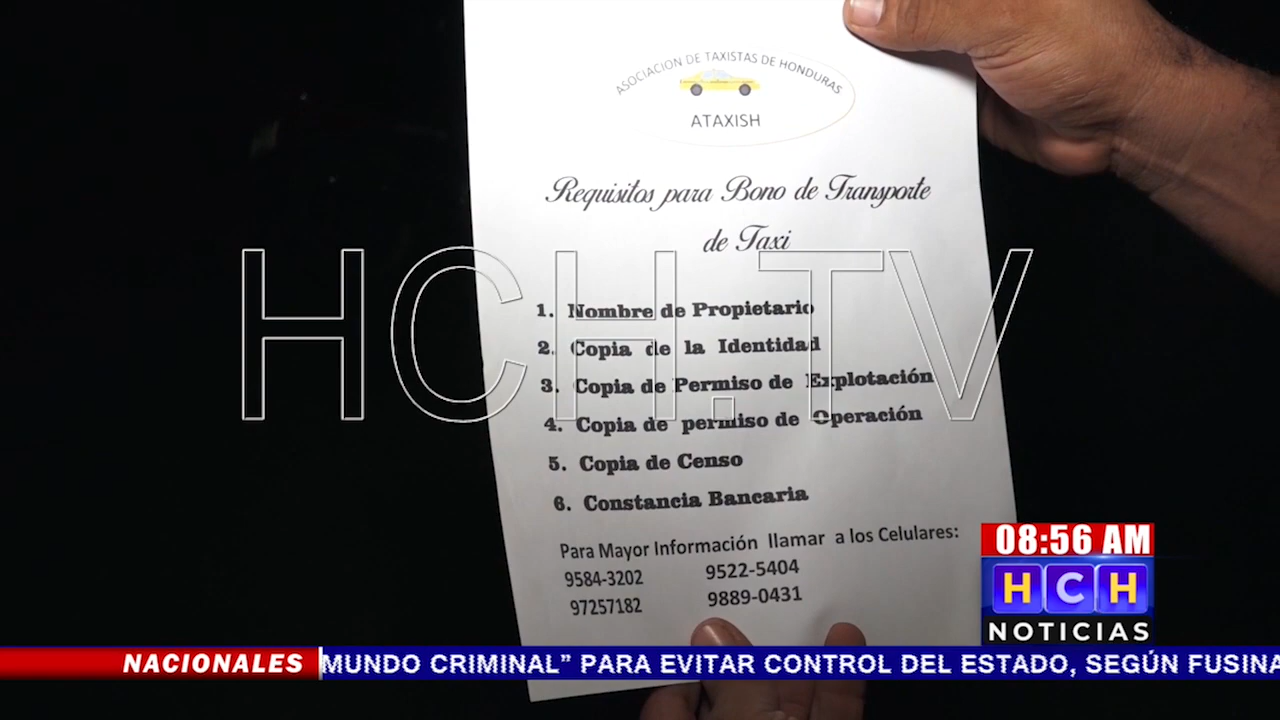 ASOCIACION DE TAXISTAS DE HONDURAS
ATAXISH
Requisitos para Bono de Transporte
de Taxi
1. Nombre de Propietario
2. Copia de la Identidad
3. Copia de Permiso de Explotación
4. Copia de permiso de Operación
5. Copia de Censo
6. Constancia Bancaria
Para Mayor Información llamar a los Celulares:
9584-3202 9522-5404
97257182 9889-0431
HCH.TV
08:56 AM
HCH
NOTICIAS
NACIONALES
MUNDO CRIMINAL” PARA EVITAR CONTROL DEL ESTADO, SEGÚN FUSINA